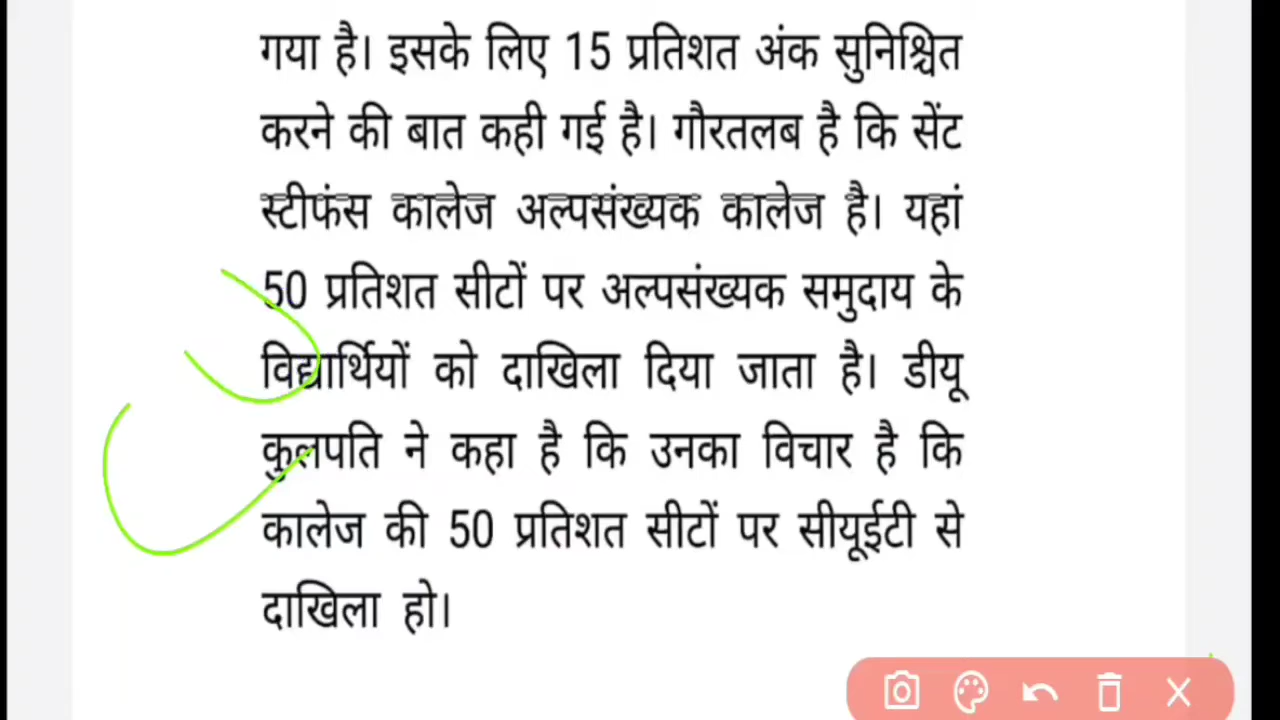 गया है। इसके लिए 15 प्रतिशत अंक सुनिश्चित
करने की बात कही गई है। गौरतलब है कि सेंट
स्टीफंस कालेज अल्पसंख्यक कालेज है। यहां
50 प्रतिशत सीटों पर अल्पसंख्यक समुदाय के
विद्यार्थियों को दाखिला दिया जाता है। डीयू
कुलपति ने कहा है कि उनका विचार है कि
कालेज की 50 प्रतिशत सीटों पर सीयूईटी से
दाखिला हो।